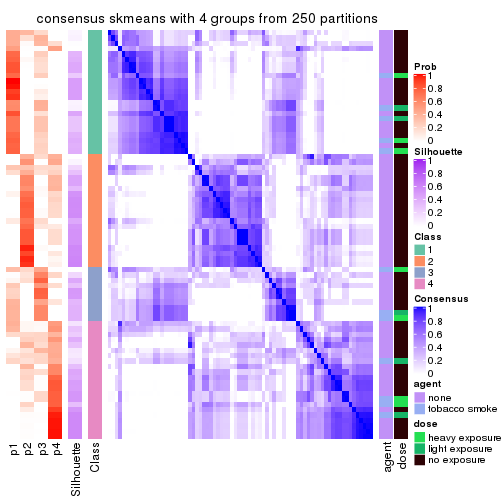 consensus skmeans with 4 groups from 250 partitions
Prob
1
0.8
0.6
0.4
0.2
0
Silhouette
1
0.8
0.6
0.4
0.2
0
Class
1
2
3
4
Consensus
1
0.8
0.6
0.4
0.2
0
agent
none
tobacco smoke
dose
heavy exposure
light exposure
no exposure
p1
p2
p3
p4
Silhouette
Class
agent
dose